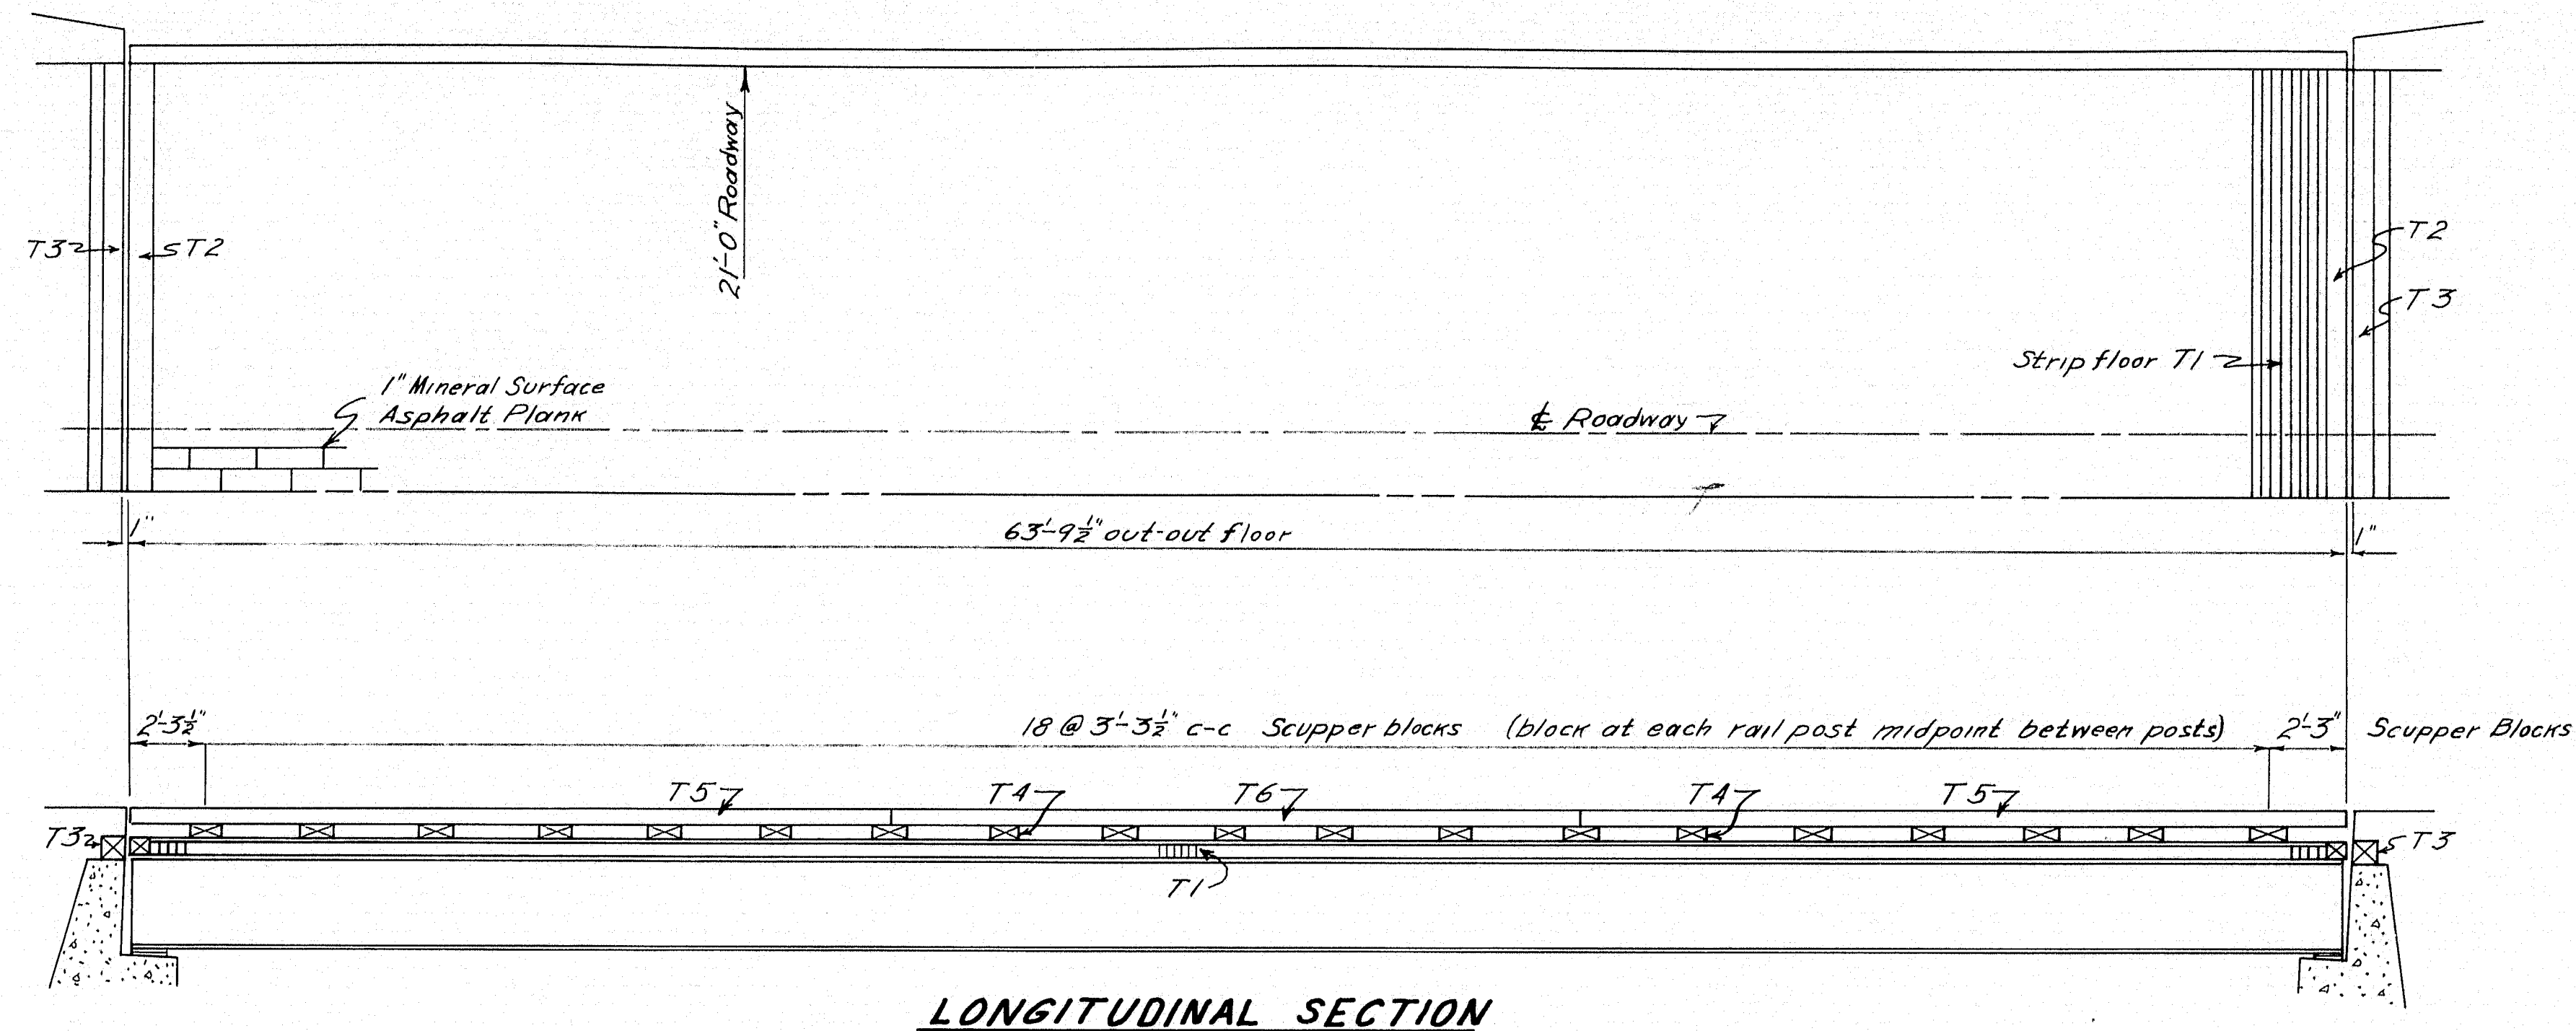 21'-0" Roadway
T3
T2
T2
T3
Strip floor T1
1" Mineral Surface
Asphalt Plank
℄ Roadway
1"
63'-9½" out-out floor
1"
2'-3½"
18 @ 3'-3½" c-c Scupper blocks (block at each rail post midpoint between posts)
2'-3"
Scupper Blocks
T5
T4
T6
T4
T5
T3
T3
T1
LONGITUDINAL SECTION